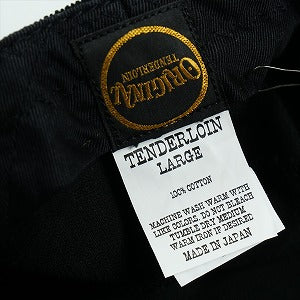 ORIGINAL
TENDERLOIN
TENDERLOIN
LARGE
100% COTTON
MACHINE WASH WARM WITH
LIKE COLORS. DO NOT BLEACH
TUMBLE DRY MEDIUM
WARM IRON IF DESIRED
MADE IN JAPAN